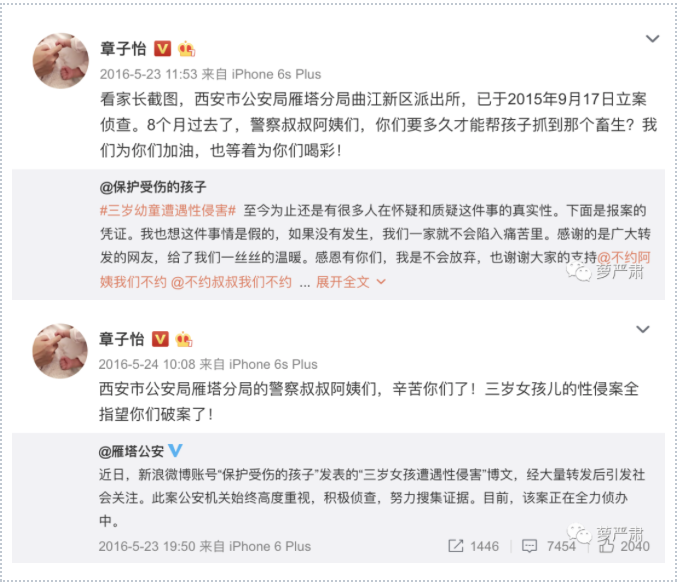 章子怡
2016-5-23 11:53 来自 iPhone 6s Plus
看家长截图，西安市公安局雁塔分局曲江新区派出所，已于2015年9月17日立案
侦查。8个月过去了，警察叔叔阿姨们，你们要多久才能帮孩子抓到那个畜生？我
们为你们加油，也等着为你们喝彩！
@保护受伤的孩子
#三岁幼童遭遇性侵害# 至今为止还是有很多人在怀疑和质疑这件事的真实性。下面是报案的
凭证。我也想这件事情是假的，如果没有发生，我们一家就不会陷入痛苦里。感谢的是广大转
发的网友，给了我们一丝丝的温暖。感恩有你们，我是不会放弃，也谢谢大家的支持@不约阿
姨我们不约 @不约叔叔我们不约 ... 展开全文
萝严肃
章子怡
2016-5-24 10:08 来自 iPhone 6s Plus
西安市公安局雁塔分局的警察叔叔阿姨们，辛苦你们了！三岁女孩儿的性侵案全
指望你们破案了！
@雁塔公安
近日，新浪微博账号“保护受伤的孩子”发表的“三岁女孩遭遇性侵害”博文，经大量转发后引发社
会关注。此案公安机关始终高度重视，积极侦查，努力搜集证据。目前，该案正在全力侦办
中。
萝严肃
2016-5-23 19:50 来自 iPhone 6 Plus 1446 7454 2040